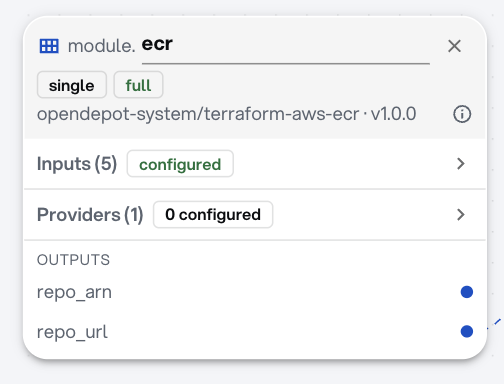 module. ecr
single full
opendepot-system/terraform-aws-ecr · v1.0.0
Inputs (5) configured
Providers (1) 0 configured
OUTPUTS
repo_arn
repo_url